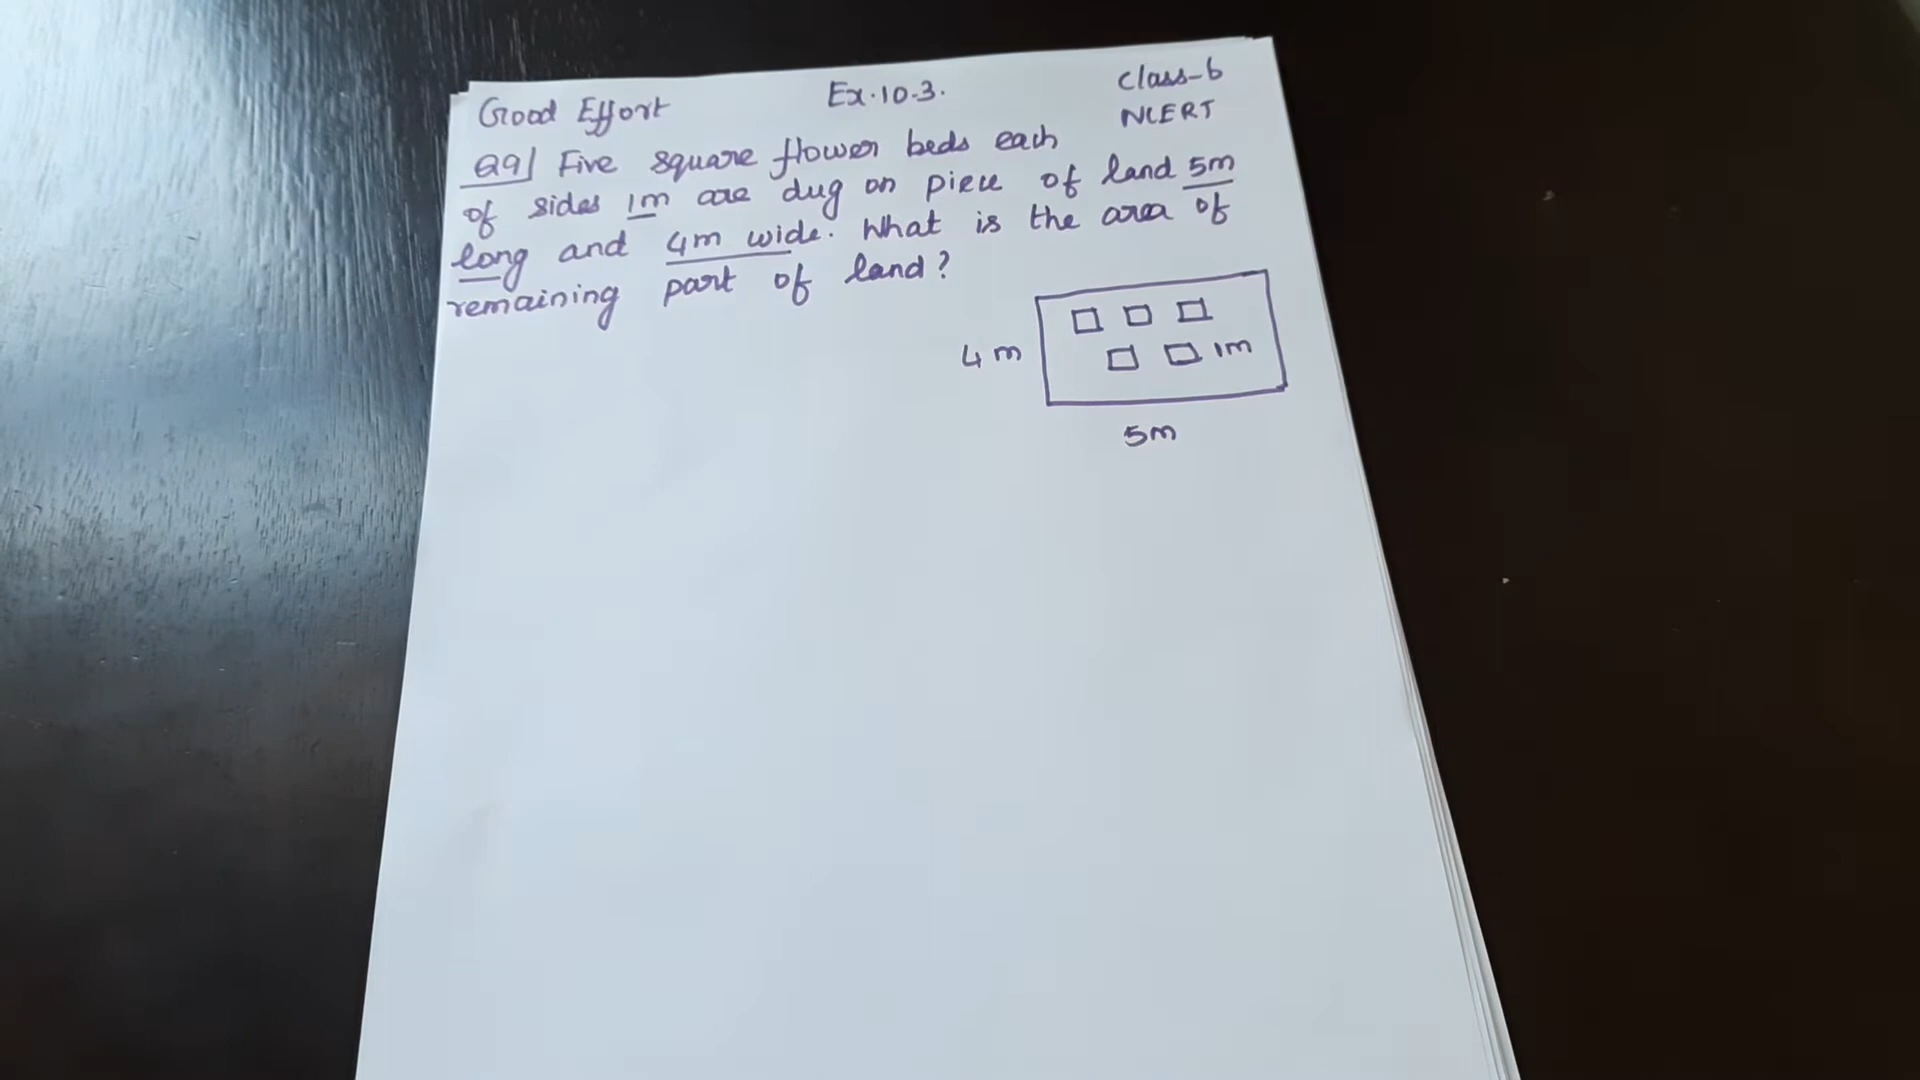 Good Effort Ex.10.3. Class-6
NCERT
Q9| Five square flower beds each
of sides 1m are dug on piece of land 5m
long and 4m wide. What is the area of
remaining part of land?
4m
1m
5m